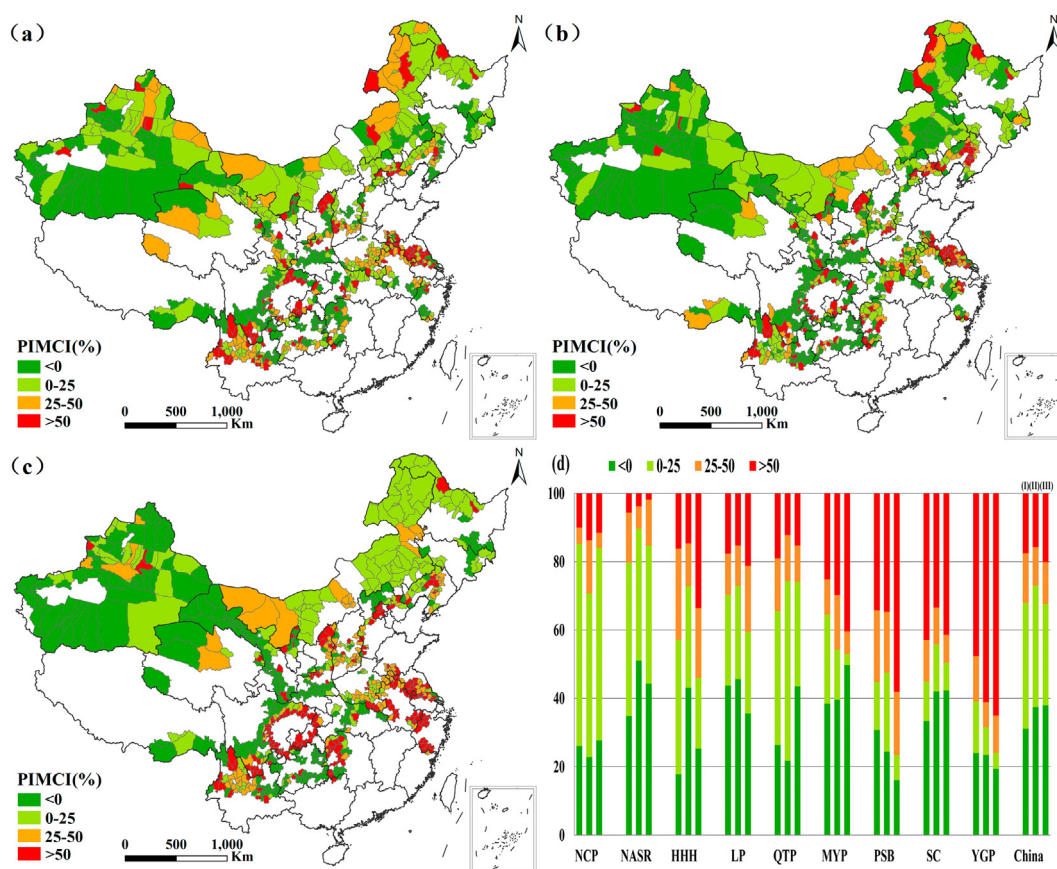 (a)
N
PIMCI(%)
<0
0-25
25-50
>50
0 500 1,000
Km
(b)
N
PIMCI(%)
<0
0-25
25-50
>50
0 500 1,000
Km
(c)
N
PIMCI(%)
<0
0-25
25-50
>50
0 500 1,000
Km
(d)
<0 0-25 25-50 >50
(I)(II)(III)
100
80
60
40
20
0
NCP NASR HHH LP QTP MYP PSB SC YGP China